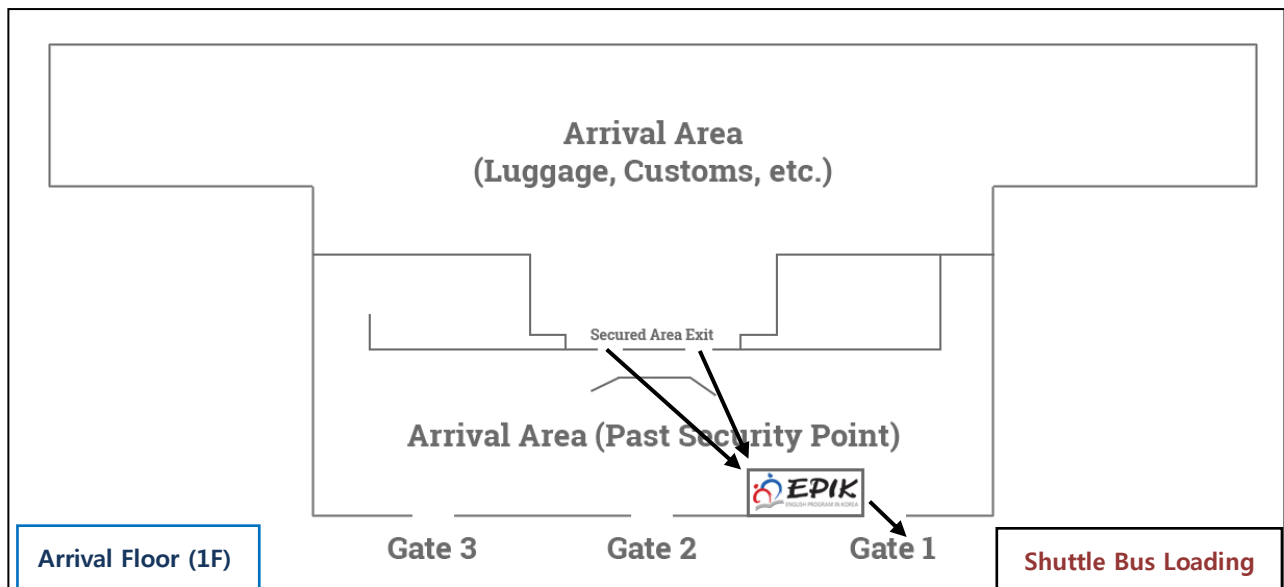 Arrival Area
(Luggage, Customs, etc.)
Secured Area Exit
Arrival Area (Past Security Point)
EPIK
ENGLISH PROGRAM IN KOREA
Gate 3
Gate 2
Gate 1
Arrival Floor (1F)
Shuttle Bus Loading